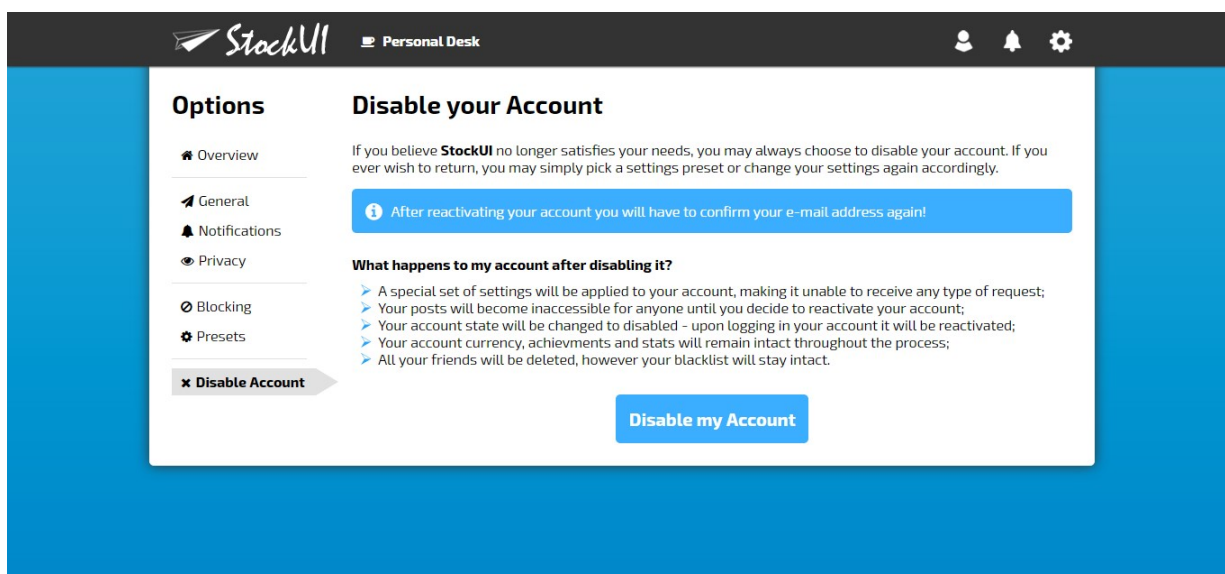 StockUI
Personal Desk
Options
Overview
General
Notifications
Privacy
Blocking
Presets
Disable Account
Disable your Account
If you believe StockUI no longer satisfies your needs, you may always choose to disable your account. If you
ever wish to return, you may simply pick a settings preset or change your settings again accordingly.
After reactivating your account you will have to confirm your e-mail address again!
What happens to my account after disabling it?
A special set of settings will be applied to your account, making it unable to receive any type of request;
Your posts will become inaccessible for anyone until you decide to reactivate your account;
Your account state will be changed to disabled - upon logging in your account it will be reactivated;
Your account currency, achievments and stats will remain intact throughout the process;
All your friends will be deleted, however your blacklist will stay intact.
Disable my Account